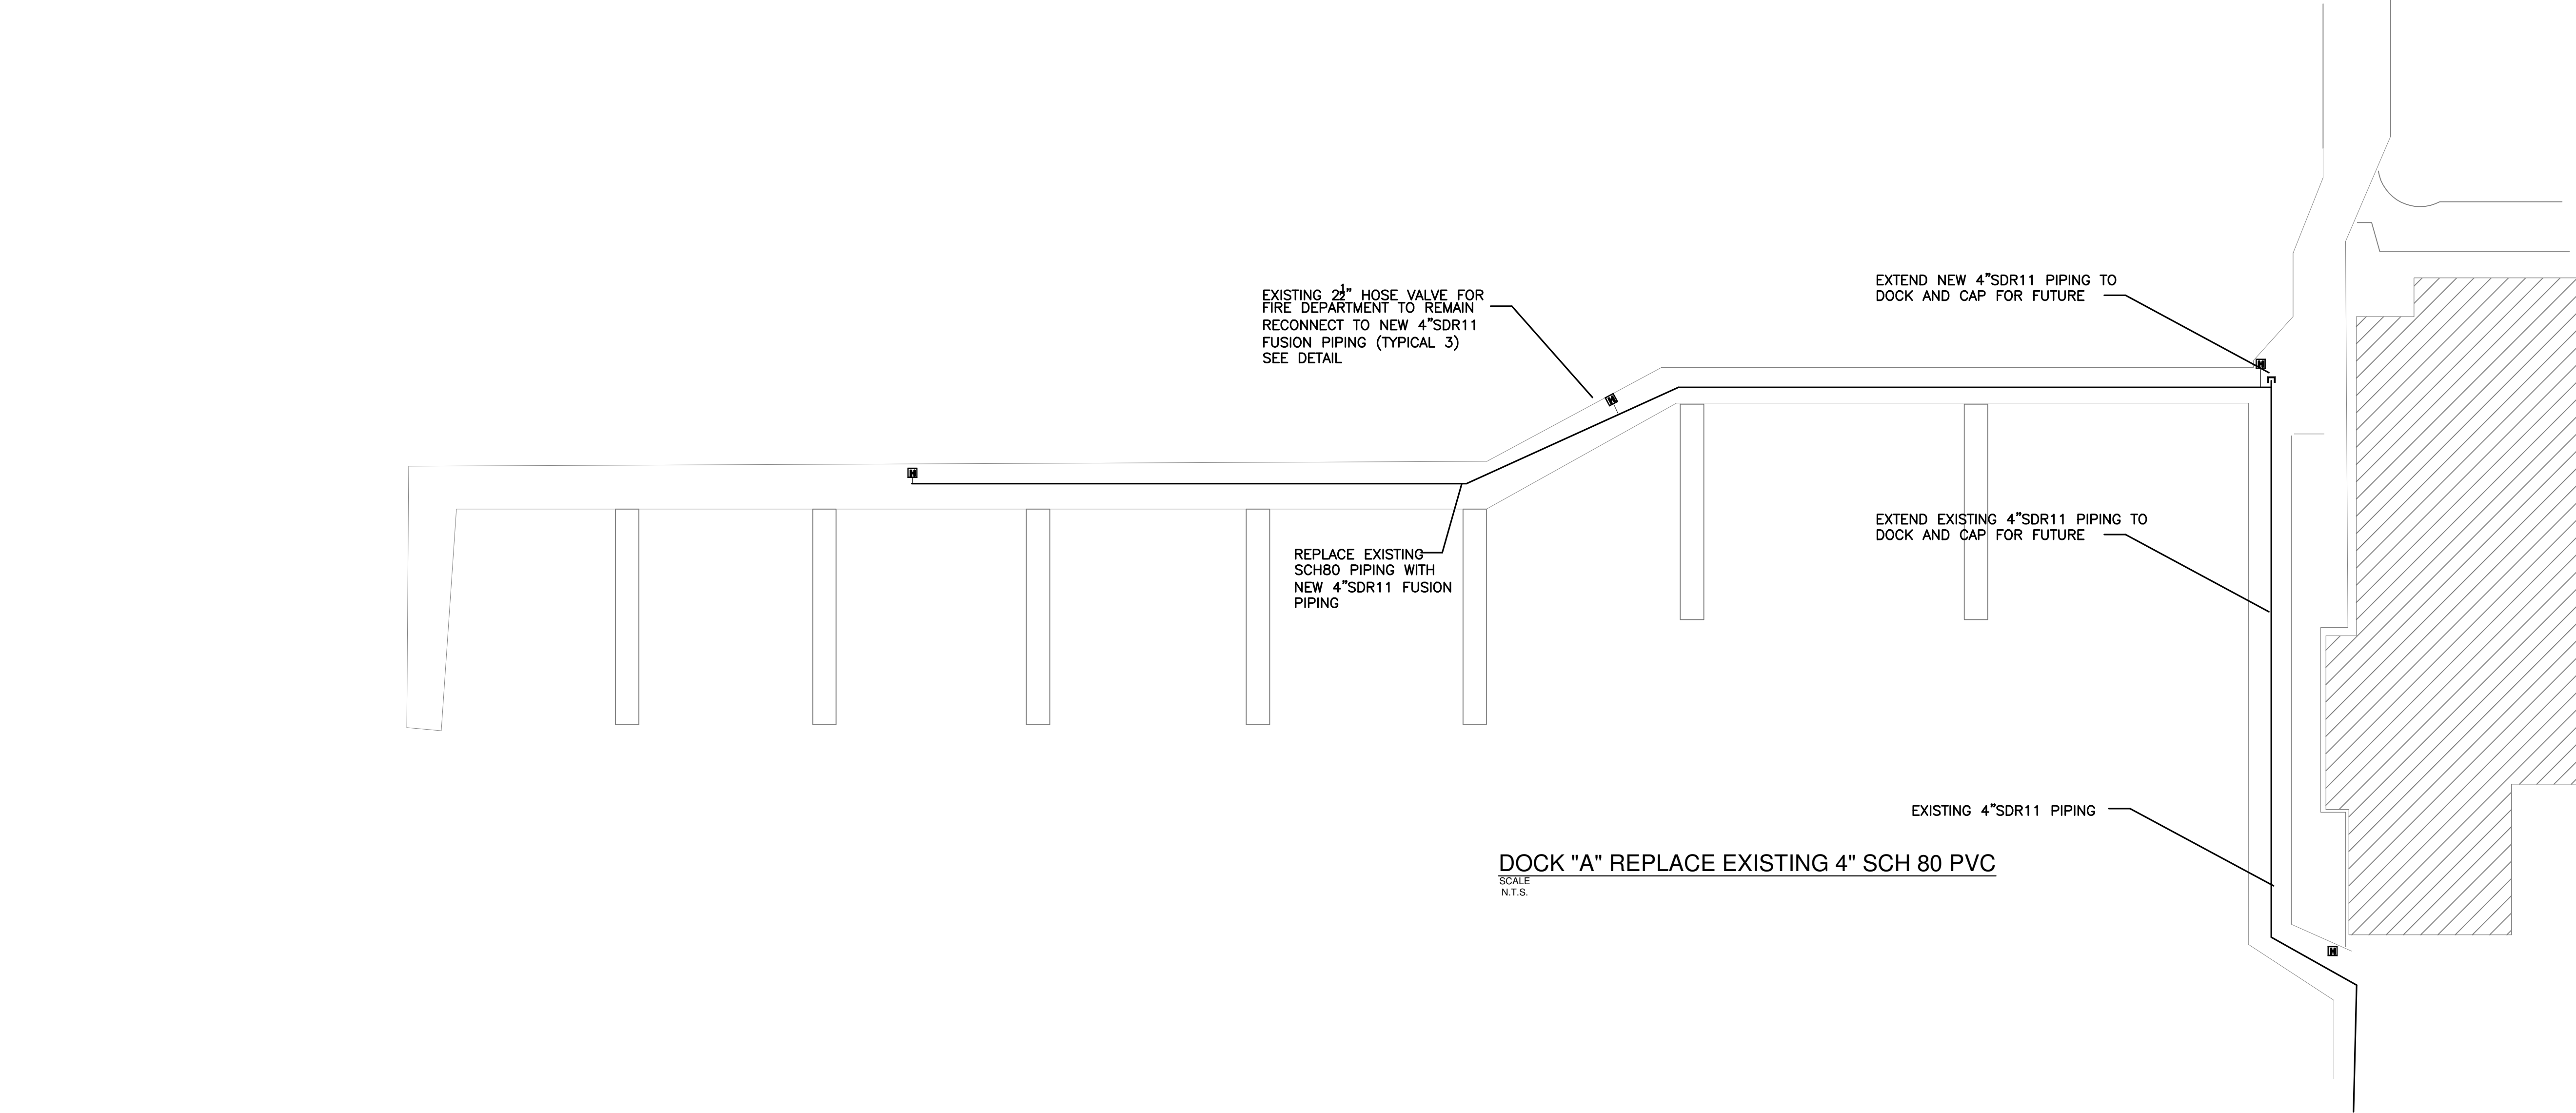 EXTEND NEW 4"SDR11 PIPING TO
DOCK AND CAP FOR FUTURE
EXISTING 2½" HOSE VALVE FOR
FIRE DEPARTMENT TO REMAIN
RECONNECT TO NEW 4"SDR11
FUSION PIPING (TYPICAL 3)
SEE DETAIL
H
H
H
EXTEND EXISTING 4"SDR11 PIPING TO
DOCK AND CAP FOR FUTURE
REPLACE EXISTING
SCH80 PIPING WITH
NEW 4"SDR11 FUSION
PIPING
EXISTING 4"SDR11 PIPING
DOCK "A" REPLACE EXISTING 4" SCH 80 PVC
SCALE
N.T.S.
H